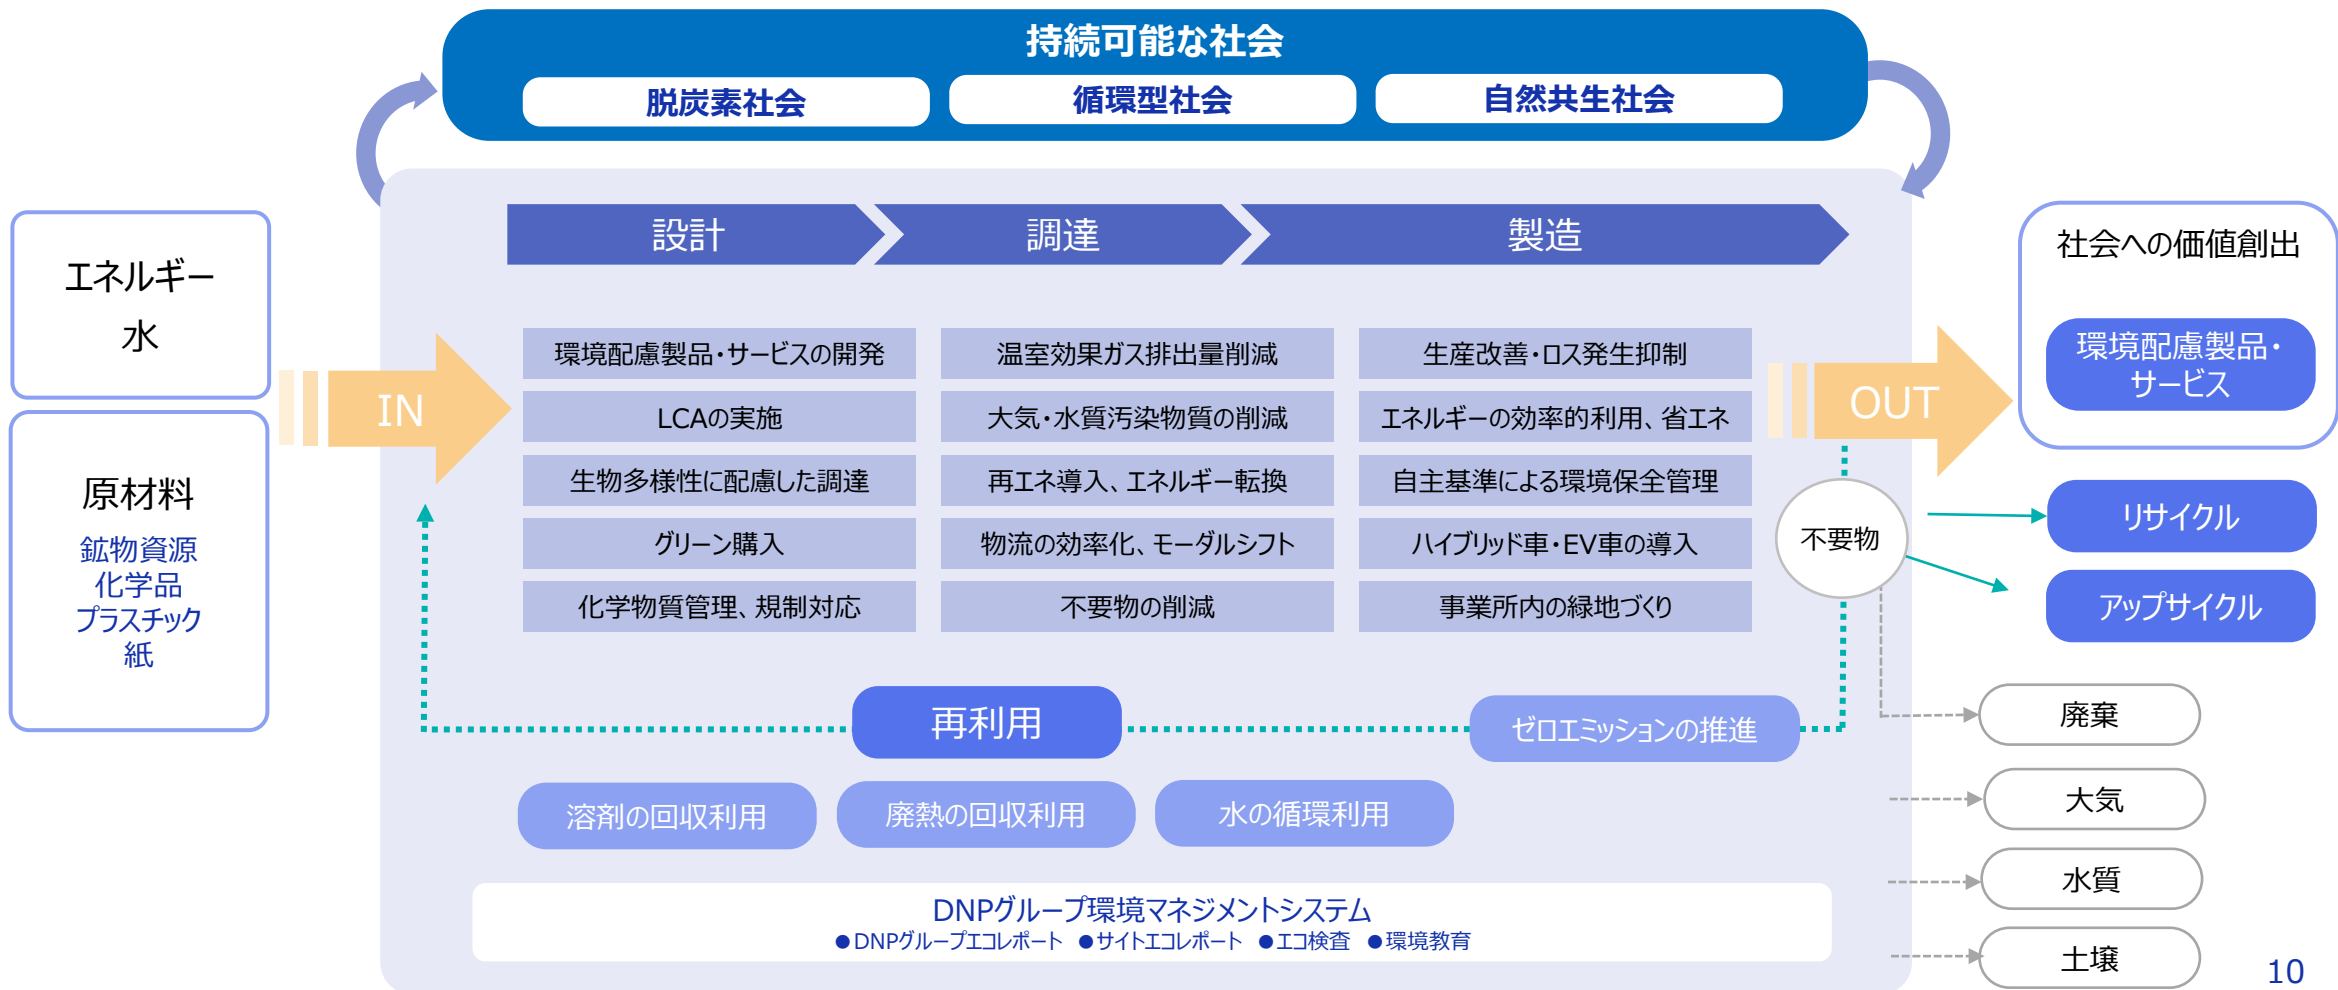 持続可能な社会
脱炭素社会
循環型社会
自然共生社会
エネルギー
水
原材料
鉱物資源
化学品
プラスチック
紙
IN
設計
調達
製造
環境配慮製品・サービスの開発
LCAの実施
生物多様性に配慮した調達
グリーン購入
化学物質管理、規制対応
温室効果ガス排出量削減
大気・水質汚染物質の削減
再エネ導入、エネルギー転換
物流の効率化、モーダルシフト
不要物の削減
生産改善・ロス発生抑制
エネルギーの効率的利用、省エネ
自主基準による環境保全管理
ハイブリッド車・EV車の導入
事業所内の緑地づくり
OUT
不要物
社会への価値創出
環境配慮製品・
サービス
リサイクル
アップサイクル
廃棄
大気
水質
土壌
再利用
ゼロエミッションの推進
溶剤の回収利用
廃熱の回収利用
水の循環利用
DNPグループ環境マネジメントシステム
●DNPグループエコレポート ●サイトエコレポート ●エコ検査 ●環境教育
10